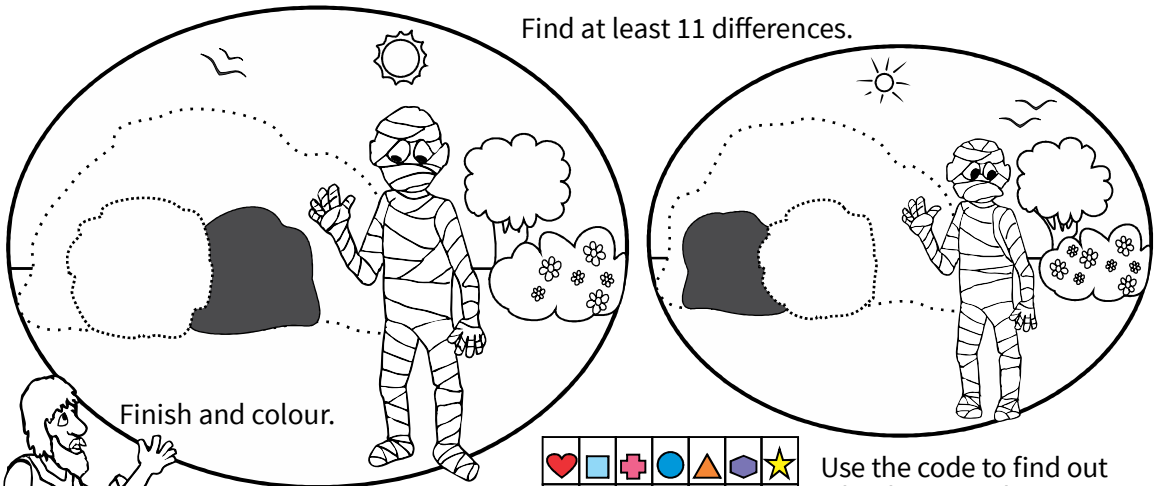 Find at least 11 differences.
Finish and colour.
Use the code to find out